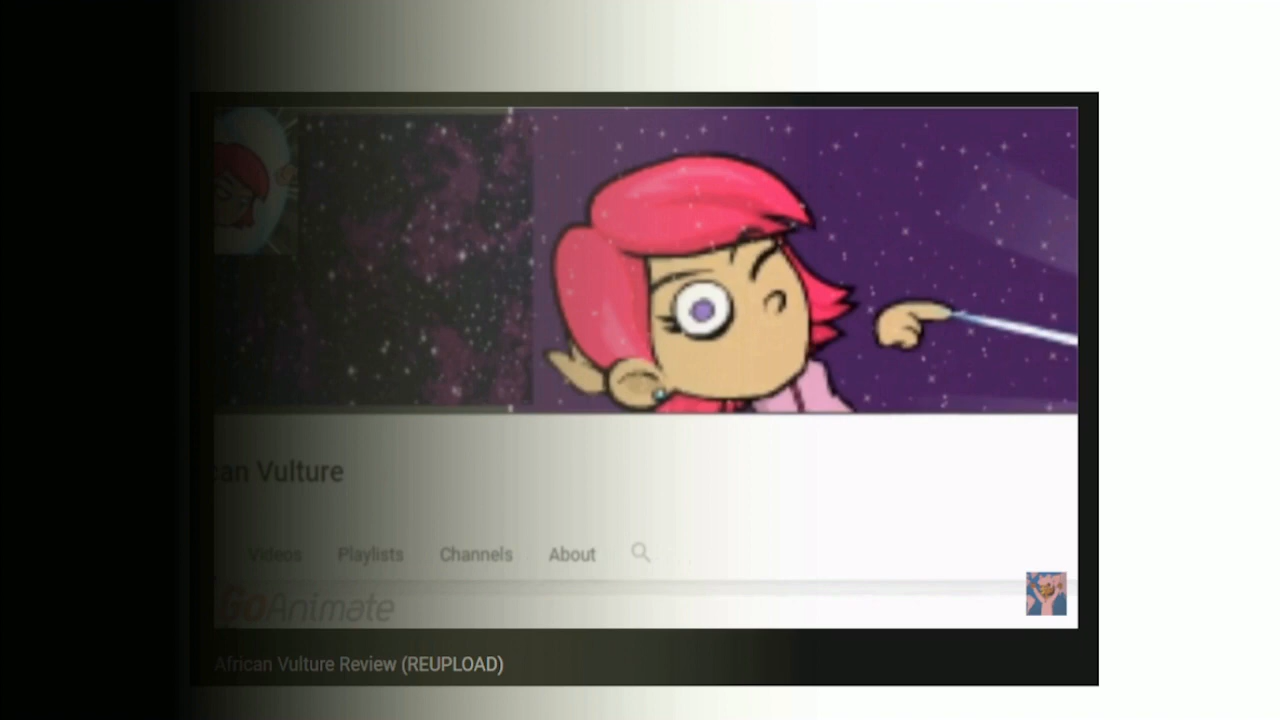 can Vulture
Videos Playlists Channels About
GoAnimate
African Vulture Review (REUPLOAD)